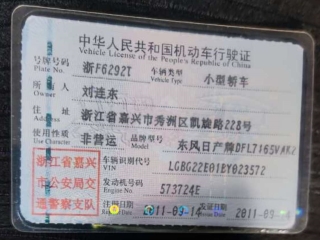 中华人民共和国机动车行驶证
Vehicle License of the People's Republic of China
号牌号码 浙F6292T 车辆类型 小型轿车
Plate No. Vehicle Type
所有人 刘连东
Owner
住址 浙江省嘉兴市秀洲区凯旋路228号
使用性质 非营运 品牌型号 东风日产牌DFL7165VAK2
Use Character Model
浙江省嘉兴
市公安局交
通警察支队
车辆识别代号 LGBG22E01BY023572
VIN
发动机号码 573724E
Engine No.
注册日期 2011-03-14 发证日期 2011-03-